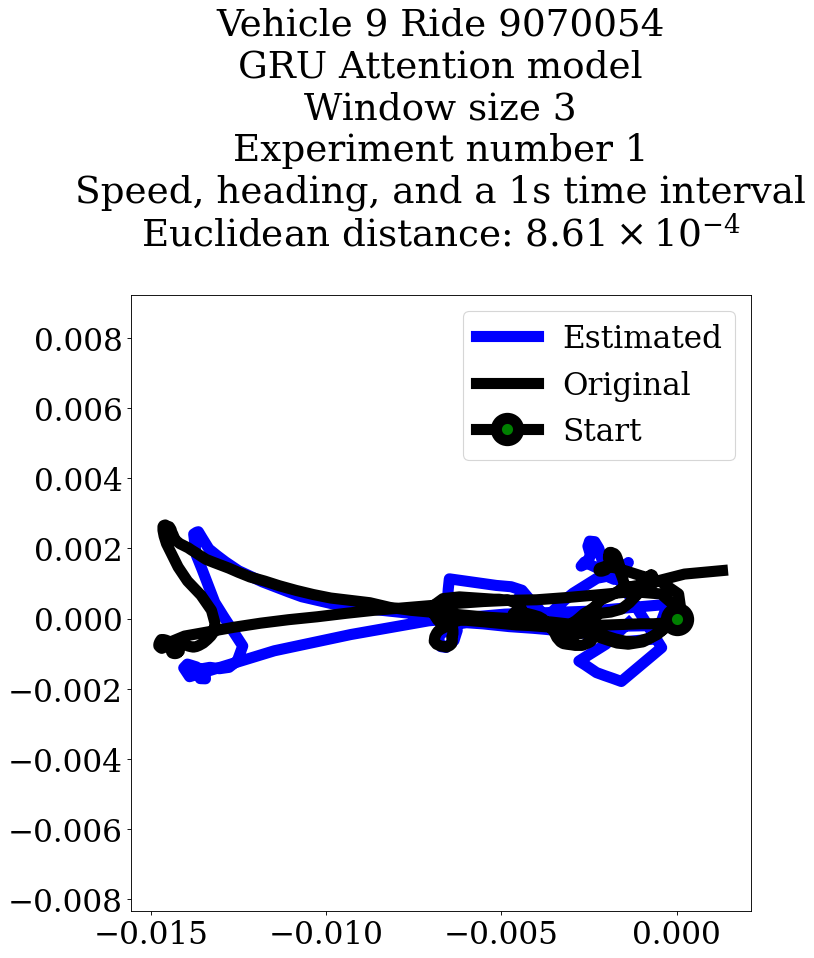 Vehicle 9 Ride 9070054
GRU Attention model
Window size 3
Experiment number 1
Speed, heading, and a 1s time interval
Euclidean distance: 8.61 × 10⁻⁴
Estimated
Original
Start
0.008
0.006
0.004
0.002
0.000
−0.002
−0.004
−0.006
−0.008
−0.015 −0.010 −0.005 0.000